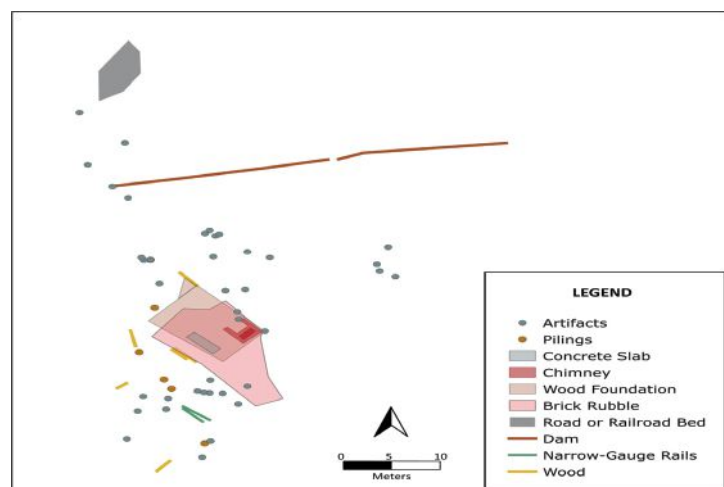 LEGEND
Artifacts
Pilings
Concrete Slab
Chimney
Wood Foundation
Brick Rubble
Road or Railroad Bed
Dam
Narrow-Gauge Rails
Wood
0 5 10
Meters